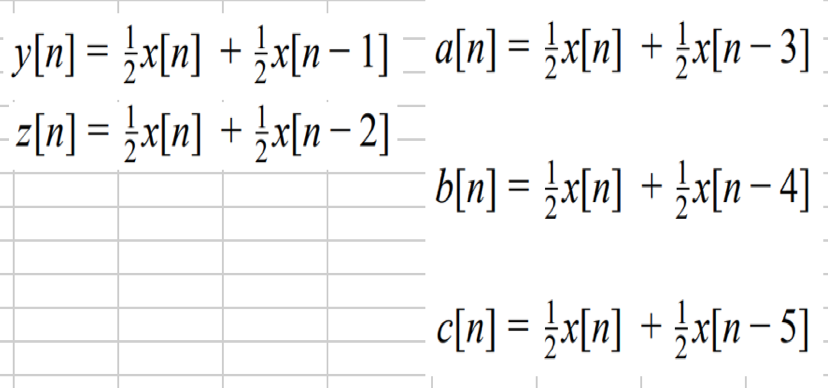 y[n] = ½x[n] + ½x[n − 1]
z[n] = ½x[n] + ½x[n − 2]
a[n] = ½x[n] + ½x[n − 3]
b[n] = ½x[n] + ½x[n − 4]
c[n] = ½x[n] + ½x[n − 5]